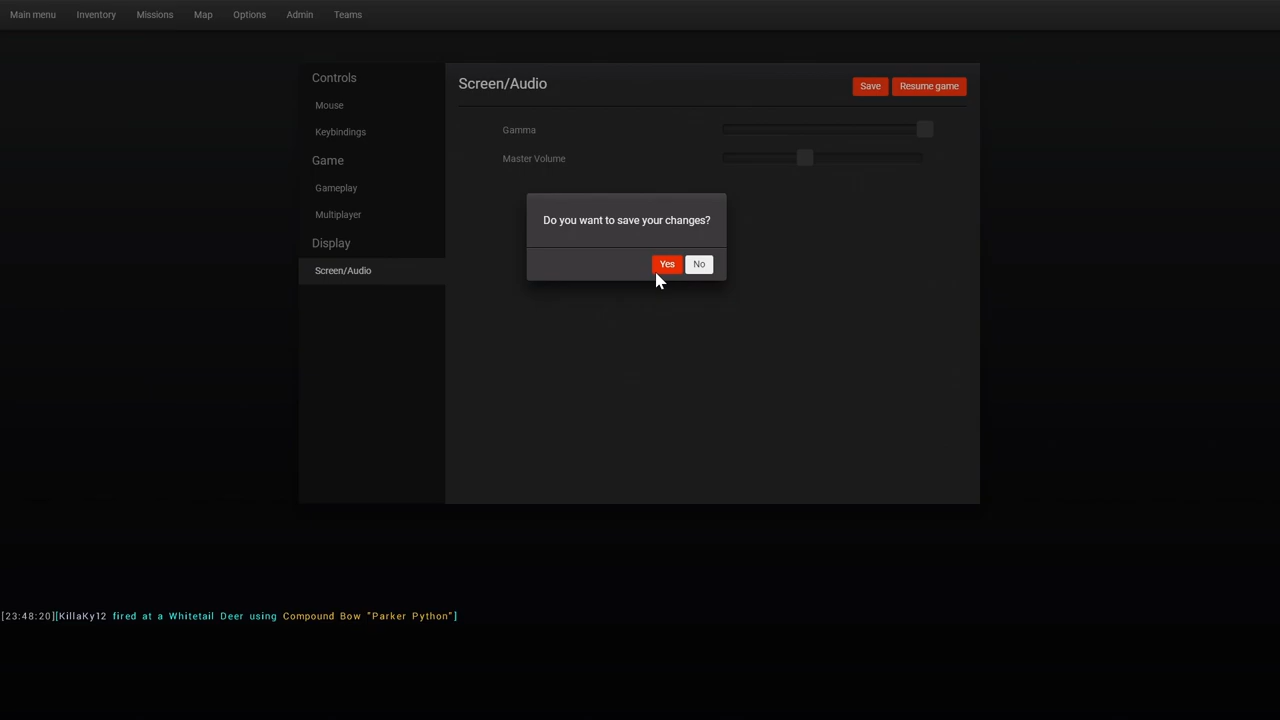 Main menu Inventory Missions Map Options Admin Teams
Controls
Mouse
Keybindings
Game
Gameplay
Multiplayer
Display
Screen/Audio
Screen/Audio
Save Resume game
Gamma
Master Volume
Do you want to save your changes?
Yes No
[23:48:20][KillaKy12 fired at a Whitetail Deer using Compound Bow "Parker Python"]